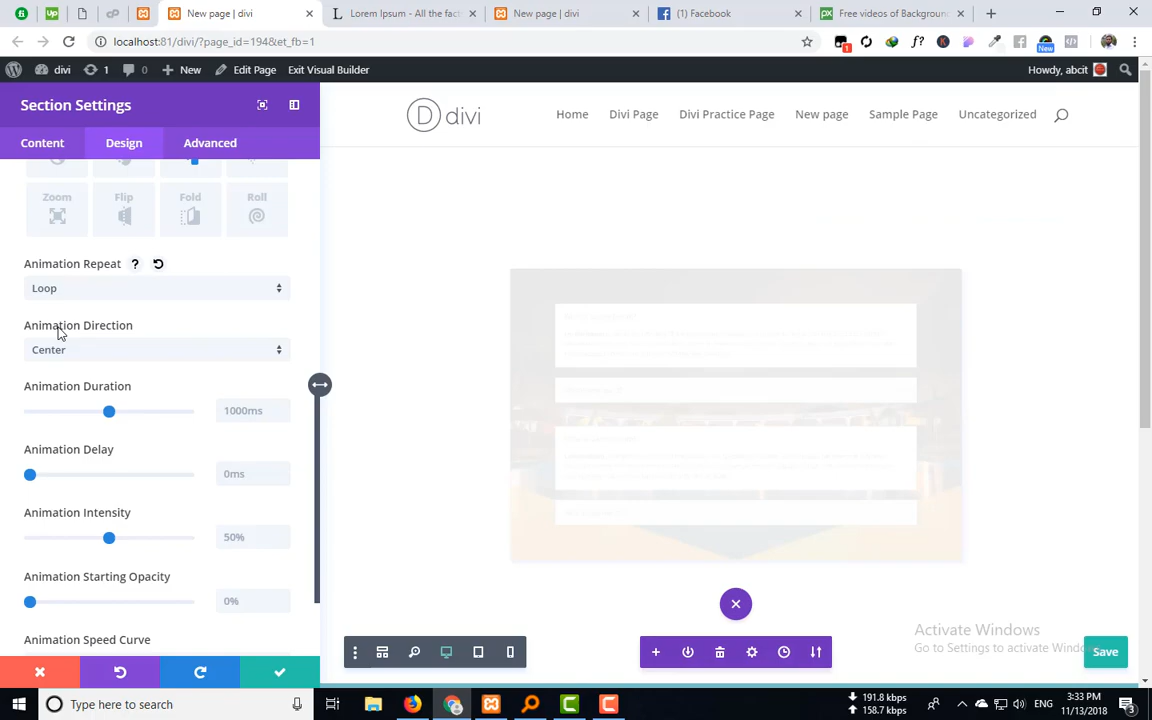 New page | divi
Lorem Ipsum - All the fac
New page | divi
(1) Facebook
Free videos of Background
localhost:81/divi/?page_id=194&et_fb=1
divi
1
0
New
Edit Page
Exit Visual Builder
Howdy, abcit
Section Settings
Content
Design
Advanced
divi
Home
Divi Page
Divi Practice Page
New page
Sample Page
Uncategorized
Zoom
Flip
Fold
Roll
Animation Repeat
Loop
Animation Direction
Center
Animation Duration
1000ms
Animation Delay
0ms
Animation Intensity
50%
Animation Starting Opacity
0%
Animation Speed Curve
Activate Windows
Go to Settings to activate Windo
Save
Type here to search
191.8 kbps
158.7 kbps
ENG
3:33 PM
11/13/2018
3